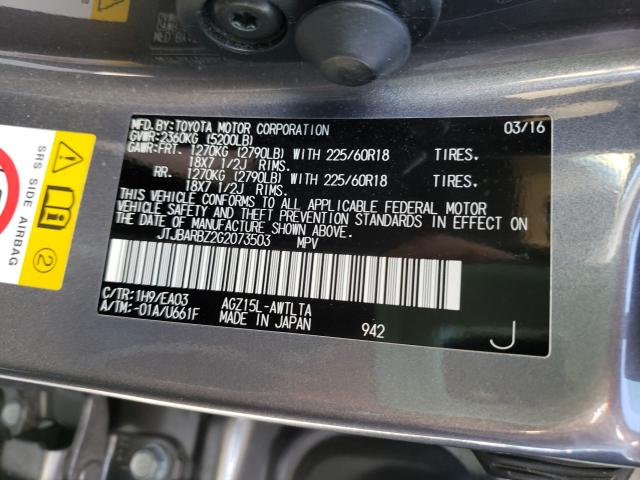 MFD.BY:TOYOTA MOTOR CORPORATION 03/16
GVWR:2360KG (5200LB)
GAWR:FRT. 1270KG (2790LB) WITH 225/60R18 TIRES.
18X7 1/2J RIMS.
RR. 1270KG (2790LB) WITH 225/60R18 TIRES.
18X7 1/2J RIMS.
THIS VEHICLE CONFORMS TO ALL APPLICABLE FEDERAL MOTOR
VEHICLE SAFETY AND THEFT PREVENTION STANDARDS IN EFFECT ON
THE DATE OF MANUFACTURE SHOWN ABOVE.
JTJBARBZ2G2073503 MPV
C/TR:1H9/EA03 AGZ15L-AWTLTA
A/TM:-01A/U661F MADE IN JAPAN 942 J
SRS SIDE AIRBAG
2